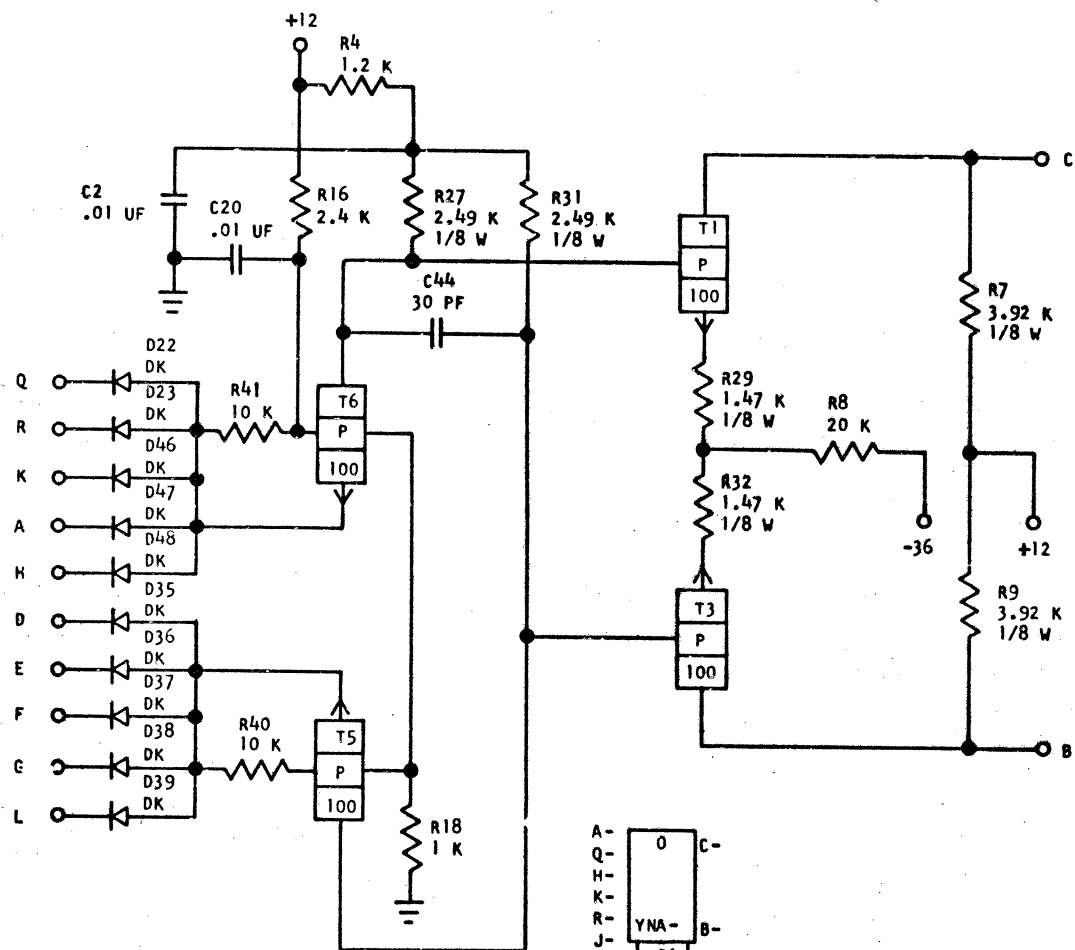 +12
R4
1.2 K
C2
.01 UF
C20
.01 UF
R16
2.4 K
R27
2.49 K
1/8 W
R31
2.49 K
1/8 W
C
T1
P
100
C44
30 PF
R7
3.92 K
1/8 W
Q
D22
DK
R
D23
DK
K
D46
DK
A
D47
DK
H
D48
DK
R41
10 K
T6
P
100
R29
1.47 K
1/8 W
R8
20 K
R32
1.47 K
1/8 W
-36
+12
D
D35
DK
E
D36
DK
F
D37
DK
G
D38
DK
L
D39
DK
R40
10 K
T5
P
100
T3
P
100
R9
3.92 K
1/8 W
B
R18
1 K
A-
Q-
H-
K-
R-
J-
O
C-
YNA-
B-